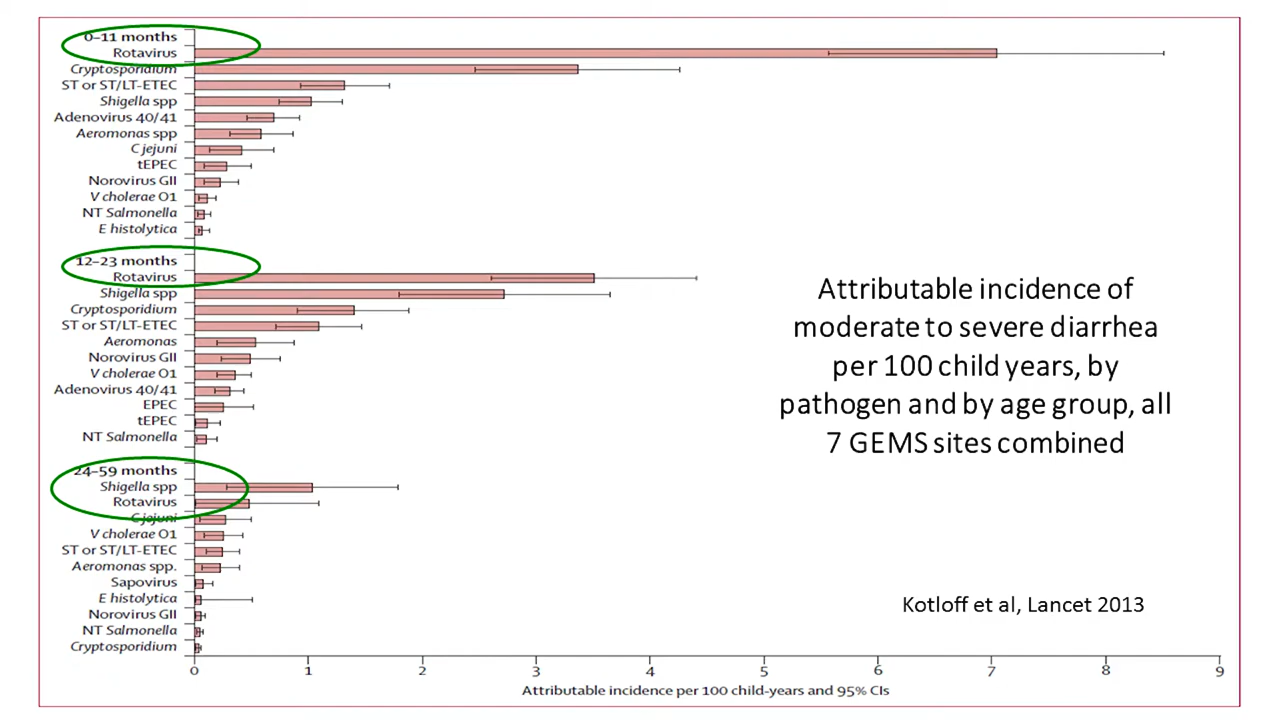 0–11 months
Rotavirus
Cryptosporidium
ST or ST/LT-ETEC
Shigella spp
Adenovirus 40/41
Aeromonas spp
C jejuni
tEPEC
Norovirus GII
V cholerae O1
NT Salmonella
E histolytica
12–23 months
Rotavirus
Shigella spp
Cryptosporidium
ST or ST/LT-ETEC
Aeromonas
Norovirus GII
V cholerae O1
Adenovirus 40/41
EPEC
tEPEC
NT Salmonella
24–59 months
Shigella spp
Rotavirus
C jejuni
V cholerae O1
ST or ST/LT-ETEC
Aeromonas spp.
Sapovirus
E histolytica
Norovirus GII
NT Salmonella
Cryptosporidium
0 1 2 3 4 5 6 7 8 9
Attributable incidence per 100 child-years and 95% CIs
Attributable incidence of
moderate to severe diarrhea
per 100 child years, by
pathogen and by age group, all
7 GEMS sites combined
Kotloff et al, Lancet 2013